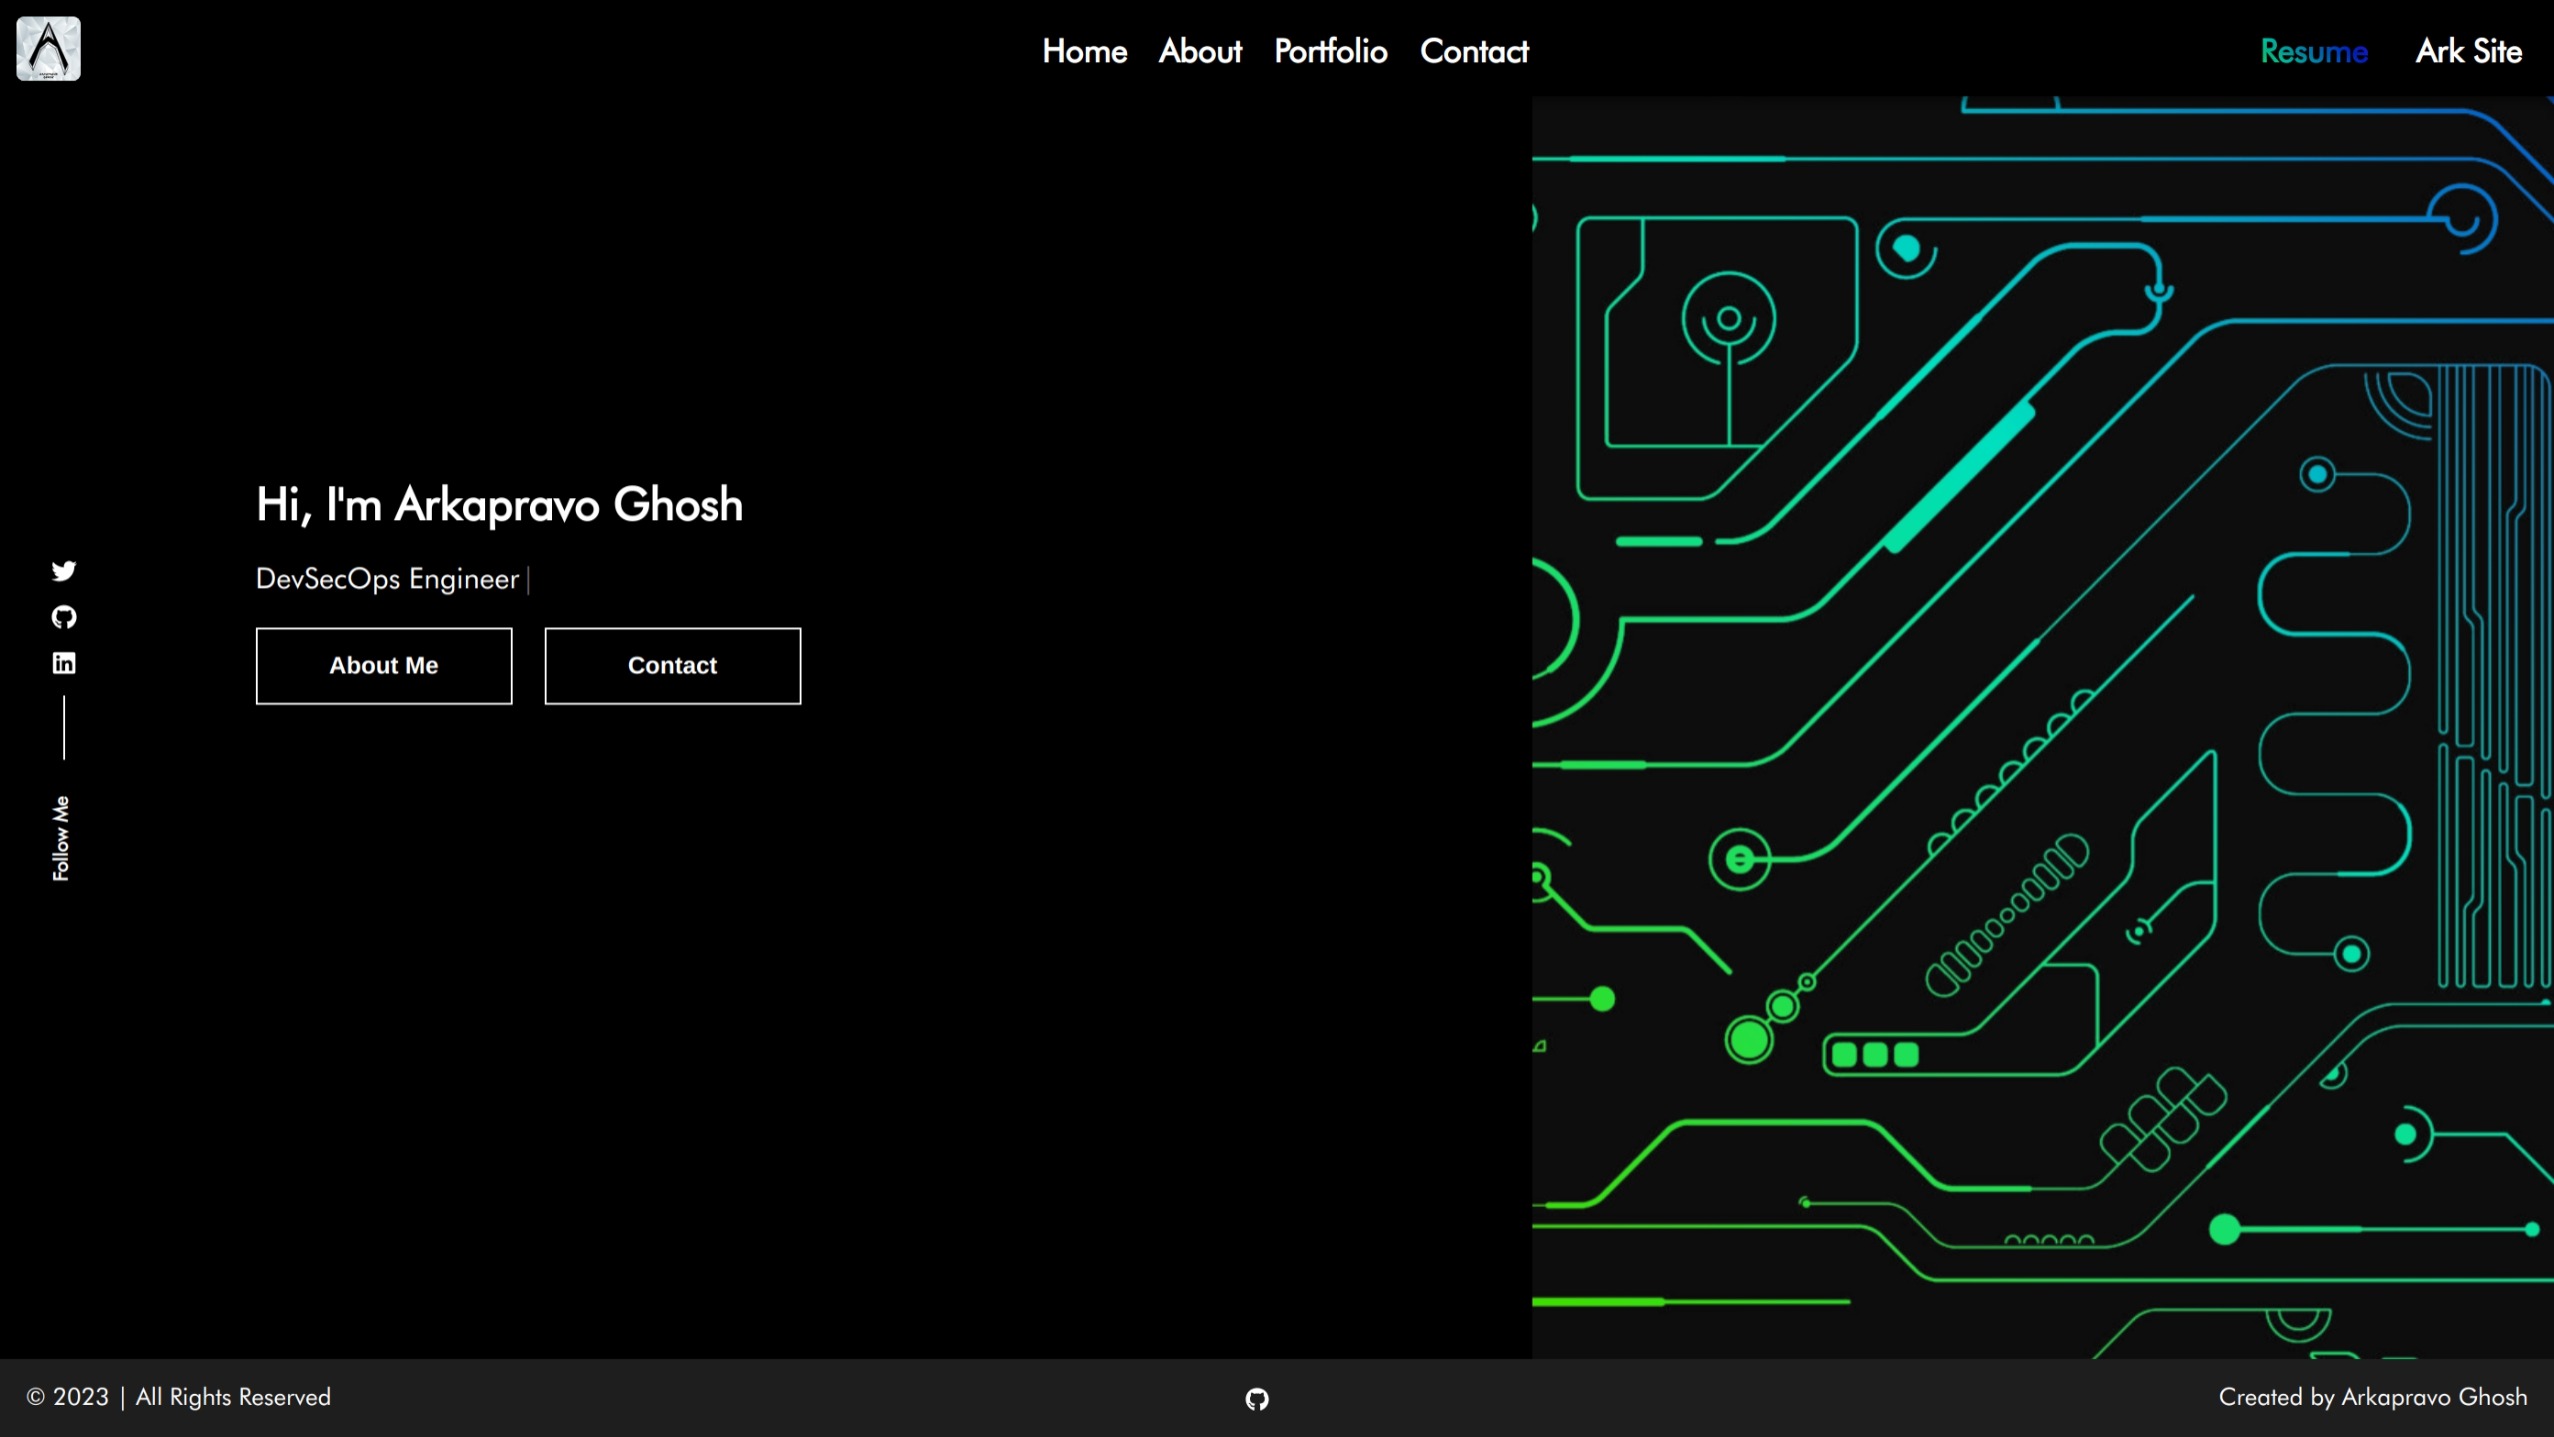 Home About Portfolio Contact
Resume Ark Site
Hi, I'm Arkapravo Ghosh
DevSecOps Engineer |
About Me
Contact
Follow Me
© 2023 | All Rights Reserved
Created by Arkapravo Ghosh